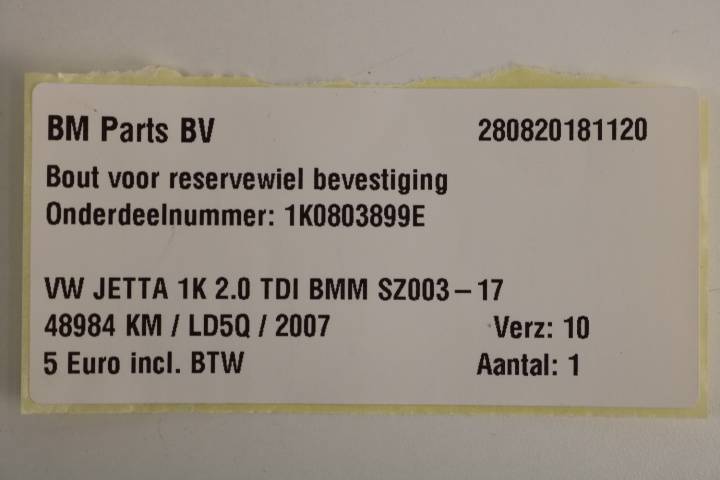 BM Parts BV 280820181120
Bout voor reservewiel bevestiging
Onderdeelnummer: 1K0803899E
VW JETTA 1K 2.0 TDI BMM SZ003-17
48984 KM / LD5Q / 2007 Verz: 10
5 Euro incl. BTW Aantal: 1